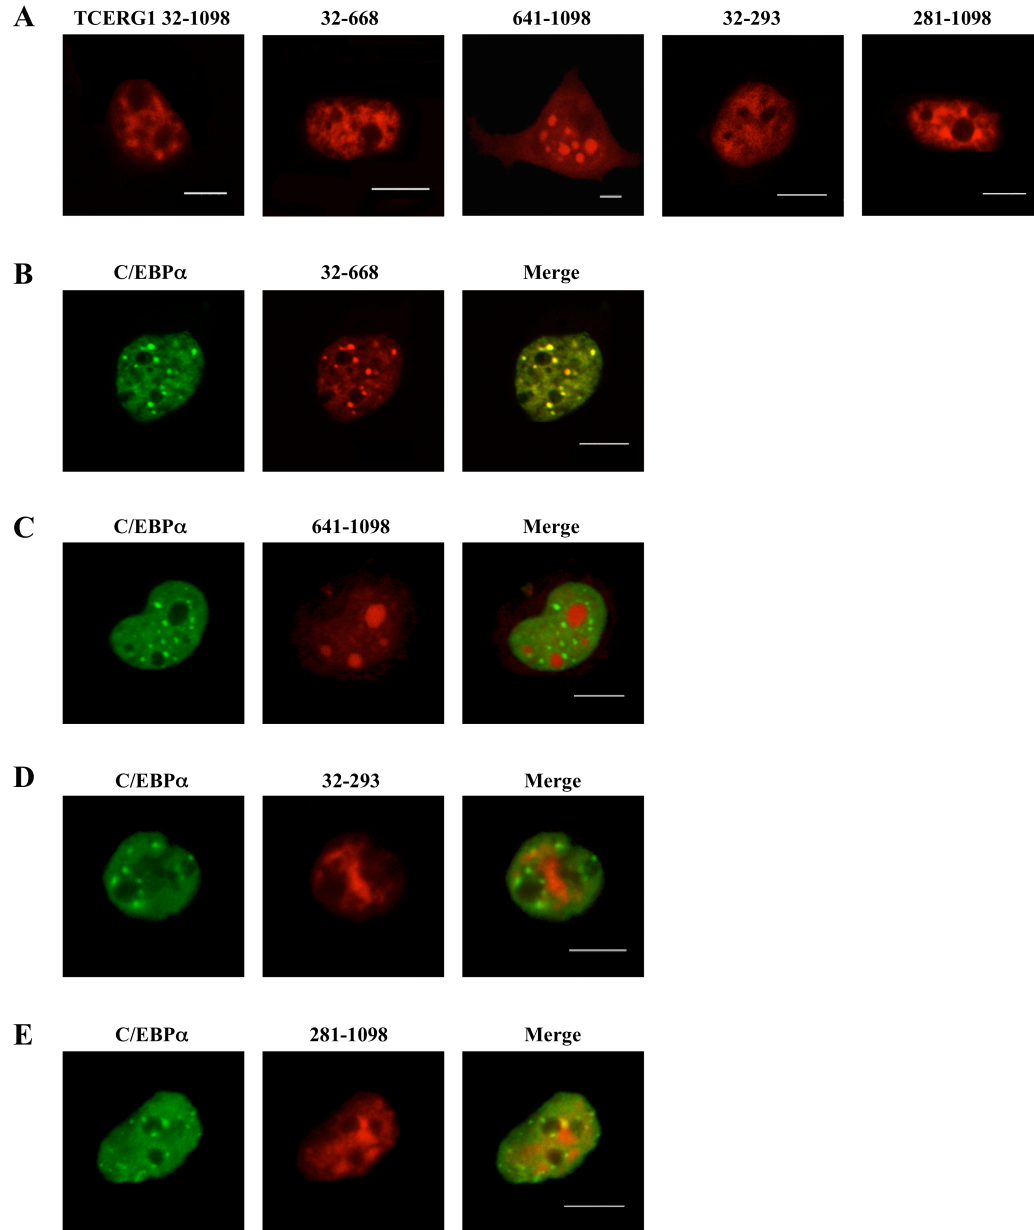 A
TCERG1 32-1098 32-668 641-1098 32-293 281-1098
B
C/EBPα 32-668 Merge
C
C/EBPα 641-1098 Merge
D
C/EBPα 32-293 Merge
E
C/EBPα 281-1098 Merge